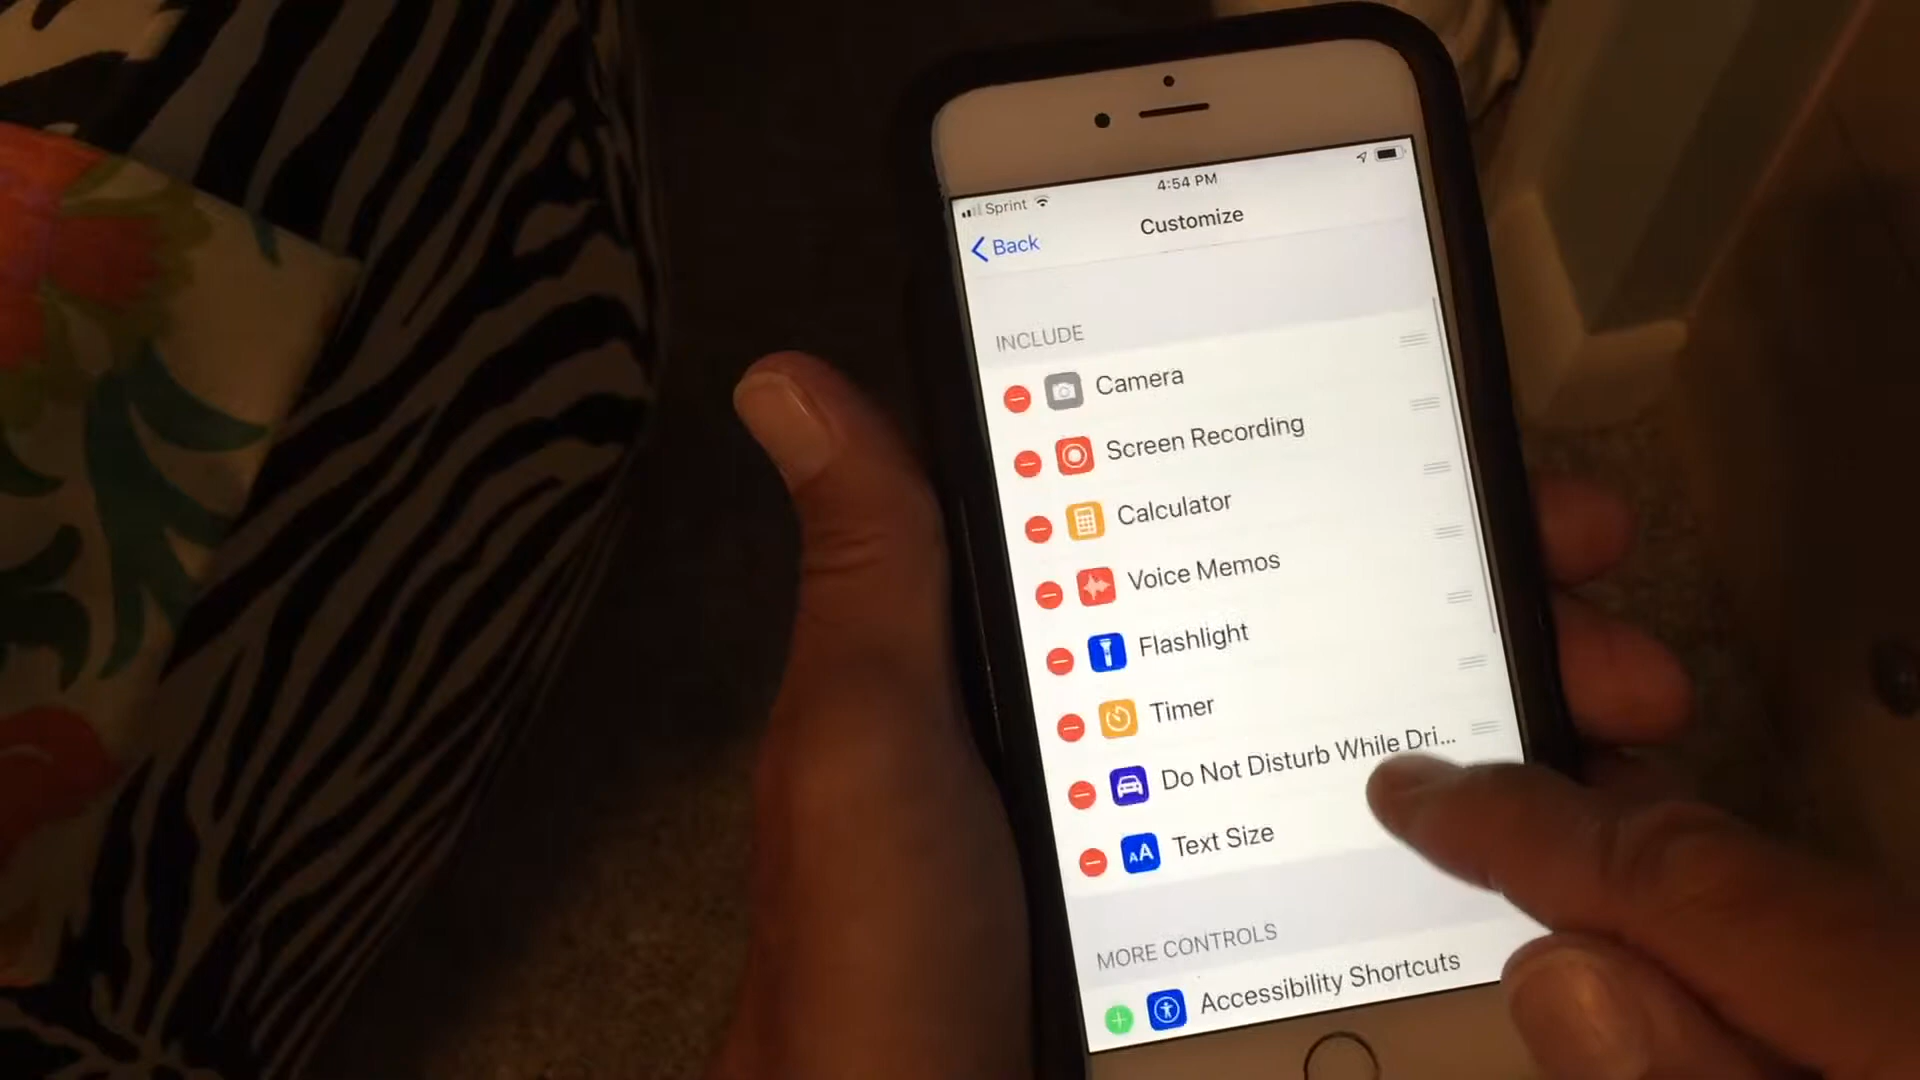 4:54 PM
Sprint
Back
Customize
INCLUDE
Camera
Screen Recording
Calculator
Voice Memos
Flashlight
Timer
Do Not Disturb While Dri...
AA Text Size
MORE CONTROLS
Accessibility Shortcuts